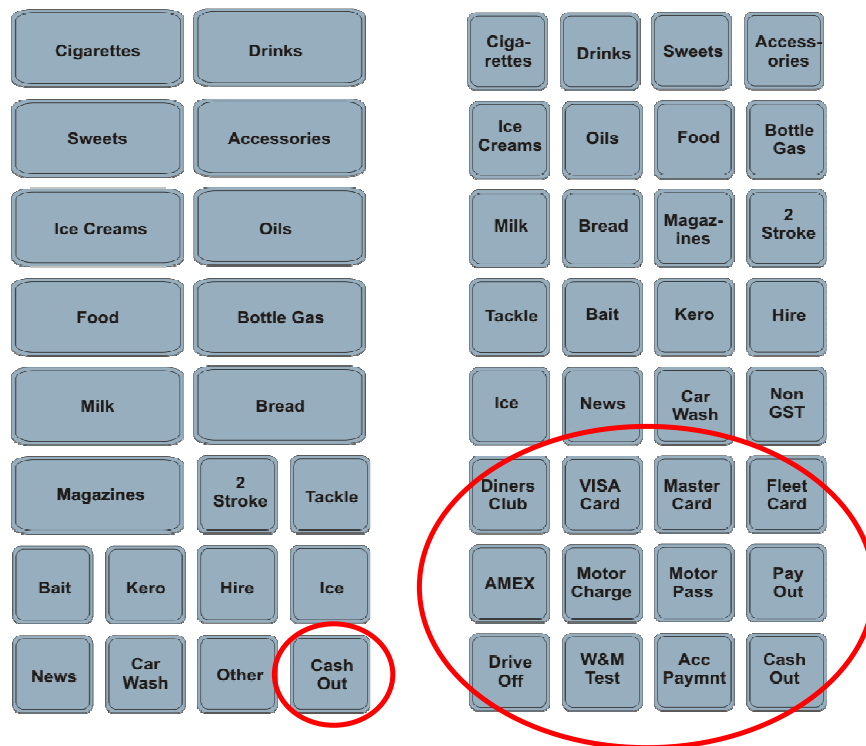 Cigarettes
Drinks
Sweets
Accessories
Ice Creams
Oils
Food
Bottle Gas
Milk
Bread
Magazines
2
Stroke
Tackle
Bait
Kero
Hire
Ice
News
Car
Wash
Other
Cash
Out
Ciga-
rettes
Drinks
Sweets
Access-
ories
Ice
Creams
Oils
Food
Bottle
Gas
Milk
Bread
Magaz-
ines
2
Stroke
Tackle
Bait
Kero
Hire
Ice
News
Car
Wash
Non
GST
Diners
Club
VISA
Card
Master
Card
Fleet
Card
AMEX
Motor
Charge
Motor
Pass
Pay
Out
Drive
Off
W&M
Test
Acc
Paymnt
Cash
Out